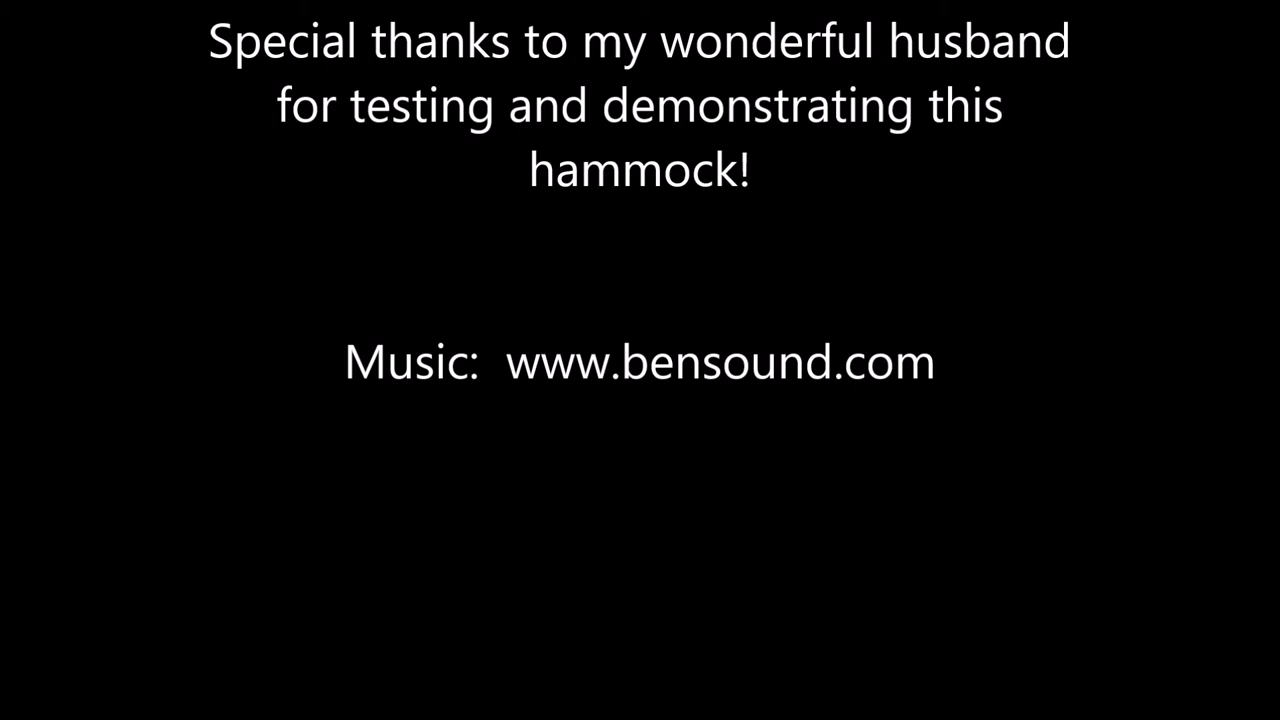 Special thanks to my wonderful husband
for testing and demonstrating this
hammock!
Music:  www.bensound.com